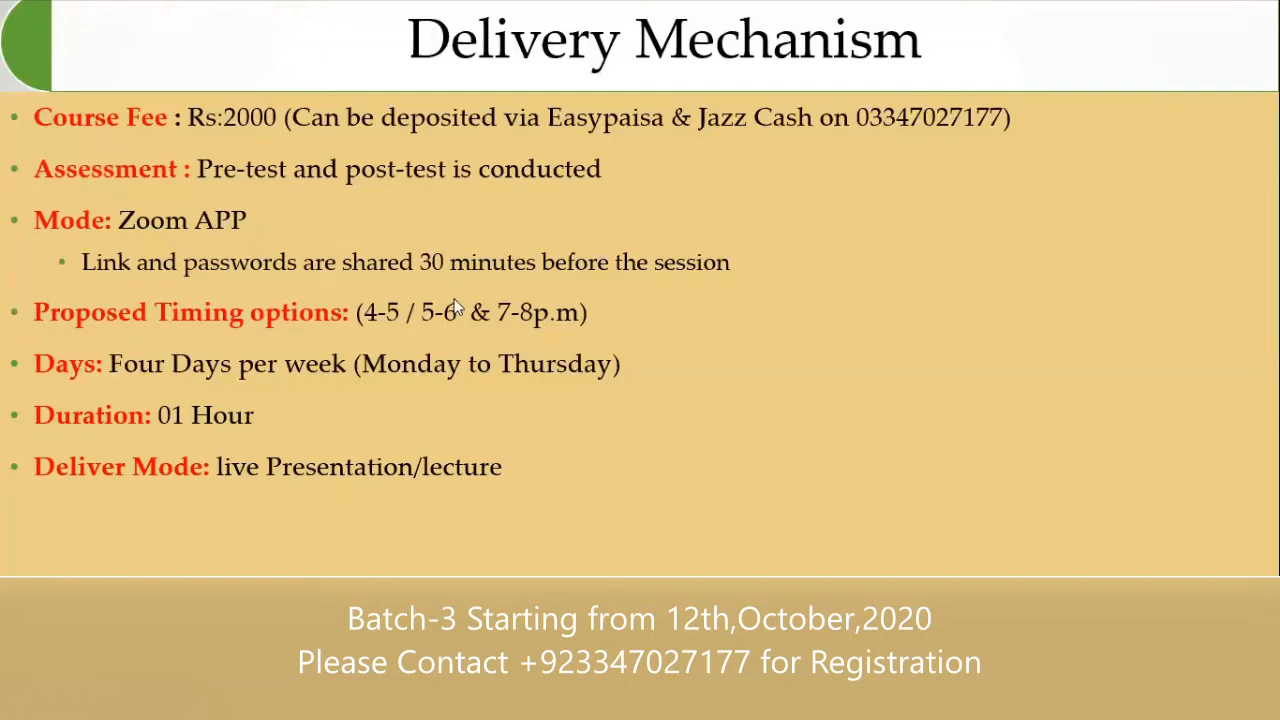 Delivery Mechanism
• Course Fee : Rs:2000 (Can be deposited via Easypaisa & Jazz Cash on 03347027177)
• Assessment : Pre-test and post-test is conducted
• Mode: Zoom APP
• Link and passwords are shared 30 minutes before the session
• Proposed Timing options: (4-5 / 5-6 & 7-8p.m)
• Days: Four Days per week (Monday to Thursday)
• Duration: 01 Hour
• Deliver Mode: live Presentation/lecture
Batch-3 Starting from 12th,October,2020
Please Contact +923347027177 for Registration